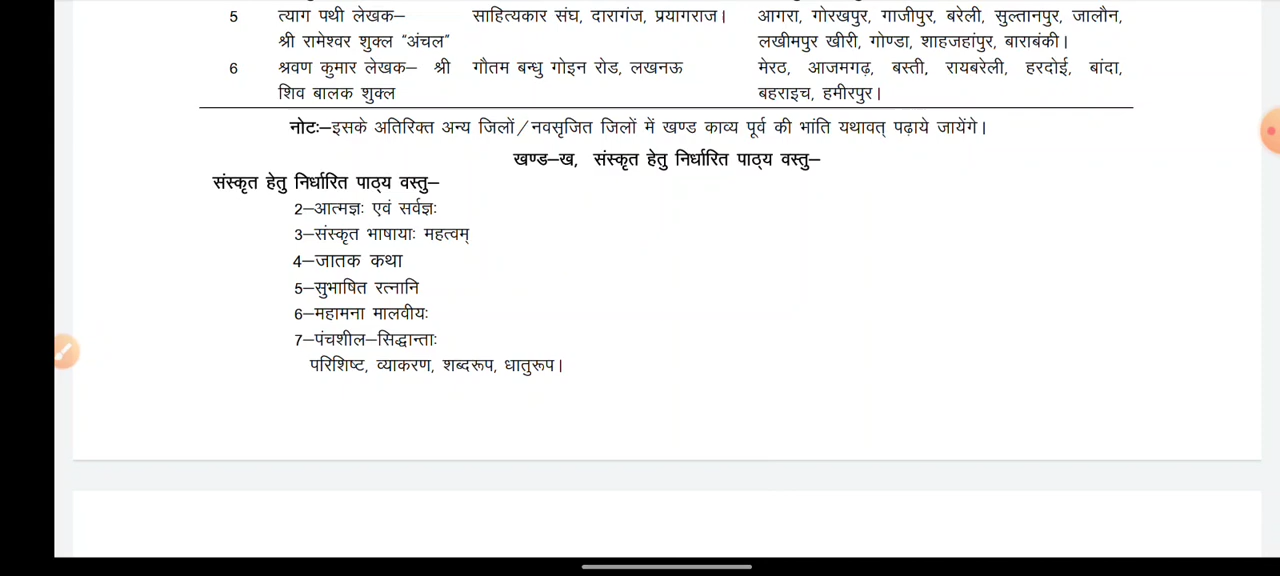 5 त्याग पथी लेखक– साहित्यकार संघ, दारागंज, प्रयागराज। आगरा, गोरखपुर, गाजीपुर, बरेली, सुल्तानपुर, जालौन,
श्री रामेश्वर शुक्ल "अंचल" लखीमपुर खीरी, गोण्डा, शाहजहांपुर, बाराबंकी।
6 श्रवण कुमार लेखक– श्री गौतम बन्धु गोइन रोड, लखनऊ मेरठ, आजमगढ़, बस्ती, रायबरेली, हरदोई, बांदा,
शिव बालक शुक्ल बहराइच, हमीरपुर।
नोटः–इसके अतिरिक्त अन्य जिलों/नवसृजित जिलों में खण्ड काव्य पूर्व की भांति यथावत् पढ़ाये जायेंगे।
खण्ड–ख, संस्कृत हेतु निर्धारित पाठ्य वस्तु–
संस्कृत हेतु निर्धारित पाठ्य वस्तु–
2–आत्मज्ञः एवं सर्वज्ञः
3–संस्कृत भाषायाः महत्वम्
4–जातक कथा
5–सुभाषित रत्नानि
6–महामना मालवीयः
7–पंचशील–सिद्धान्ताः
परिशिष्ट, व्याकरण, शब्दरूप, धातुरूप।